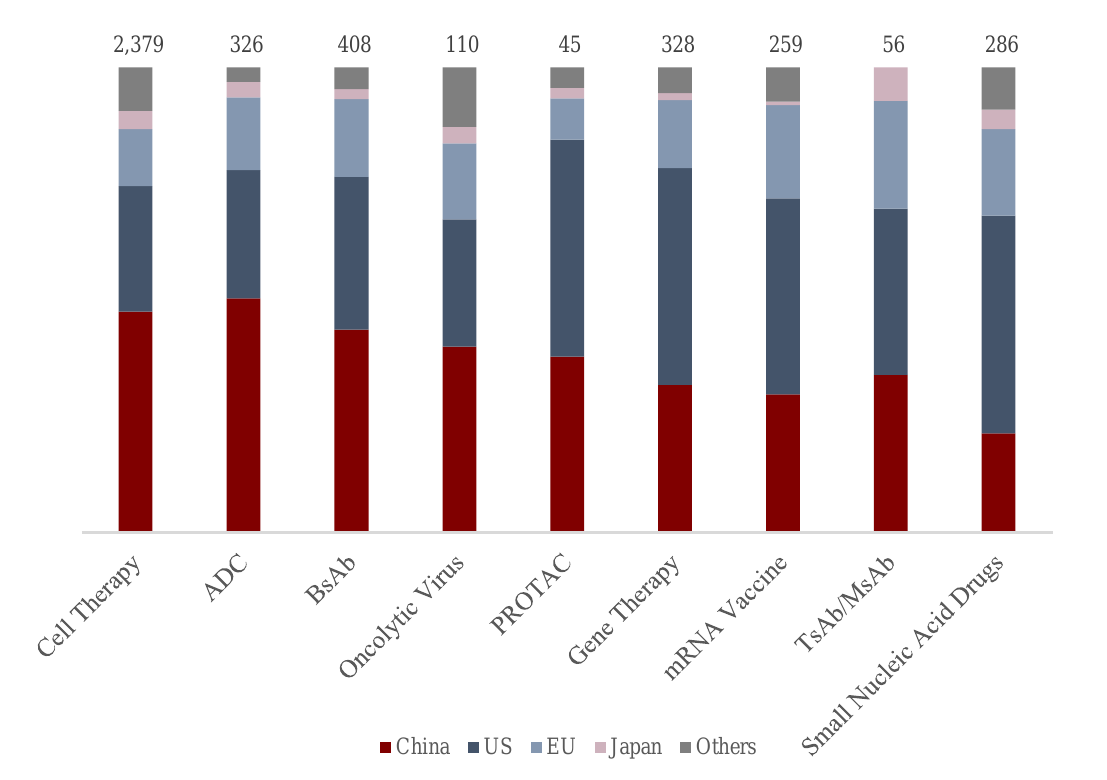 2,379 326 408 110 45 328 259 56 286
Cell Therapy
ADC
BsAb
Oncolytic Virus
PROTAC
Gene Therapy
mRNA Vaccine
TsAb/MsAb
Small Nucleic Acid Drugs
China US EU Japan Others